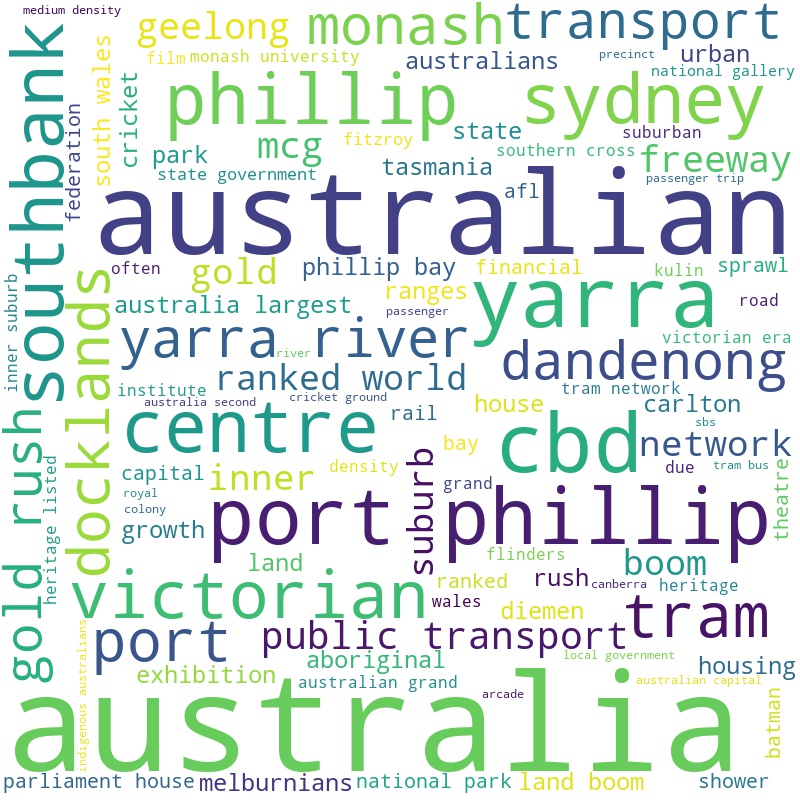 medium density
geelong
monash
transport
film
monash university
precinct
australians
urban
national gallery
southbank
south wales
cricket
phillip
sydney
federation
mcg
fitzroy
state
suburban
park
southern cross
freeway
state government
tasmania
passenger trip
afl
australian
often
gold
phillip bay
financial
kulin
sprawl
inner suburb
docklands
australia largest
ranges
yarra
road
passenger
yarra river
victorian era
river
dandenong
institute
ranked world
tram network
australia second
cricket ground
house
carlton
gold rush
centre
rail
cbd
sbs
network
heritage listed
bay
capital
inner
density
suburb
due
tram bus
theatre
royal
grand
colony
port phillip
growth
flinders
land
boom
victorian
ranked
rush
canberra
heritage
wales
diemen
tram
port
public transport
local government
aboriginal
housing
indigenous australians
exhibition
australian grand
australian capital
arcade
batman
australia
parliament house
melburnians
national park
land boom
shower